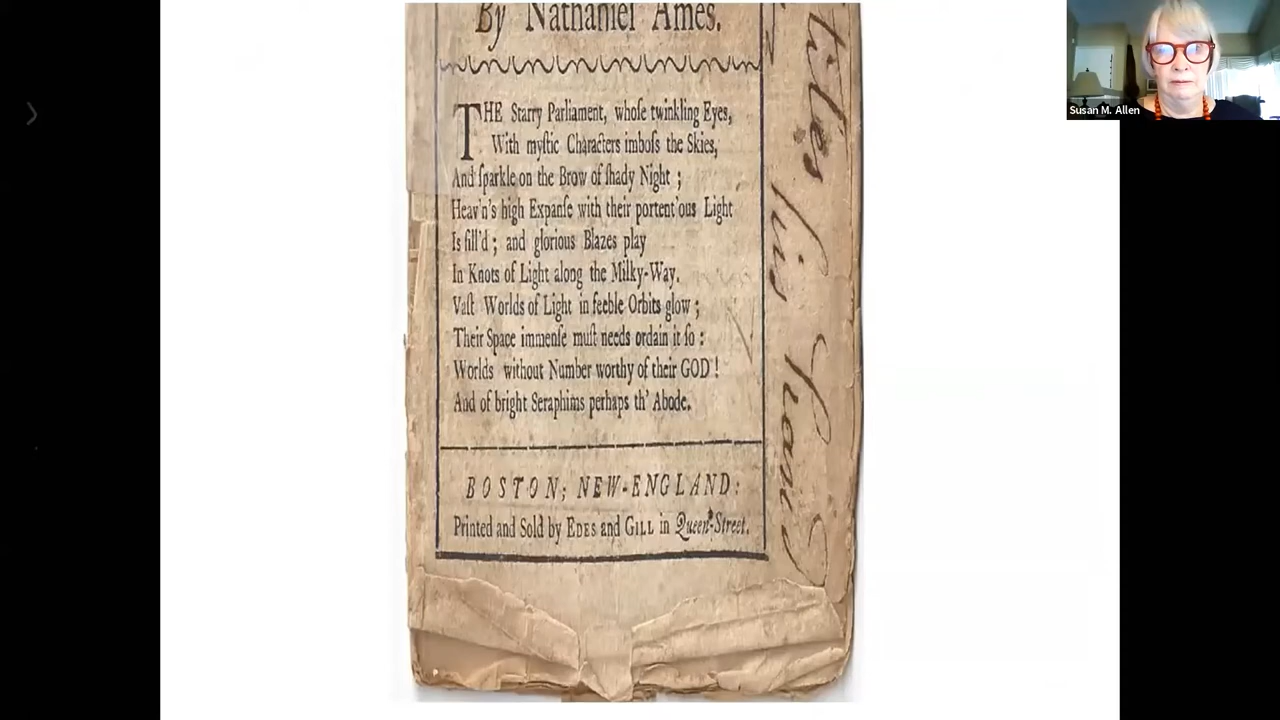 By Nathaniel Ames.
THE Starry Parliament, whoſe twinkling Eyes,
With myſtic Characters imboſs the Skies,
And ſparkle on the Brow of ſhady Night ;
Heav'n's high Expanſe with their portent'ous Light
Is fill'd ; and glorious Blazes play
In Knots of Light along the Milky-Way.
Vaſt Worlds of Light in feeble Orbits glow ;
Their Space immenſe muſt needs ordain it ſo :
Worlds without Number worthy of their GOD !
And of bright Seraphims perhaps th' Abode.
BOSTON; NEW-ENGLAND:
Printed and Sold by EDES and GILL in Queen-Street.
his Hand
Susan M. Allen